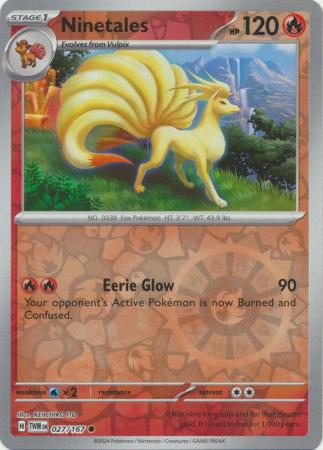 STAGE 1
Ninetales
HP 120
Evolves from Vulpix
NO. 0038 Fox Pokémon HT: 3'7" WT: 43.9 lbs.
Eerie Glow 90
Your opponent's Active Pokémon is now Burned and
Confused.
weakness ×2 resistance retreat
Illus. KEIICHIRO ITO
H TWM EN 027/167
It has nine long tails and fur that gleams
gold. It is said to live for 1,000 years.
©2024 Pokémon / Nintendo / Creatures / GAME FREAK